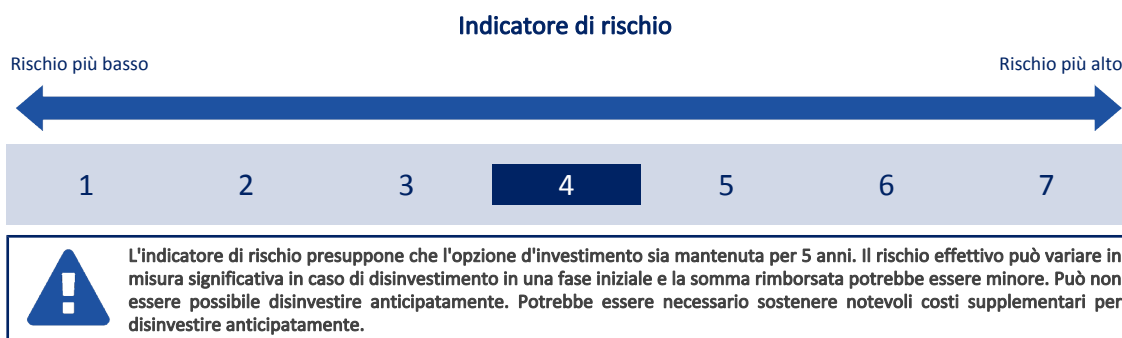 Indicatore di rischio
Rischio più basso
Rischio più alto
1 2 3 4 5 6 7
L'indicatore di rischio presuppone che l'opzione d'investimento sia mantenuta per 5 anni. Il rischio effettivo può variare in
misura significativa in caso di disinvestimento in una fase iniziale e la somma rimborsata potrebbe essere minore. Può non
essere possibile disinvestire anticipatamente. Potrebbe essere necessario sostenere notevoli costi supplementari per
disinvestire anticipatamente.